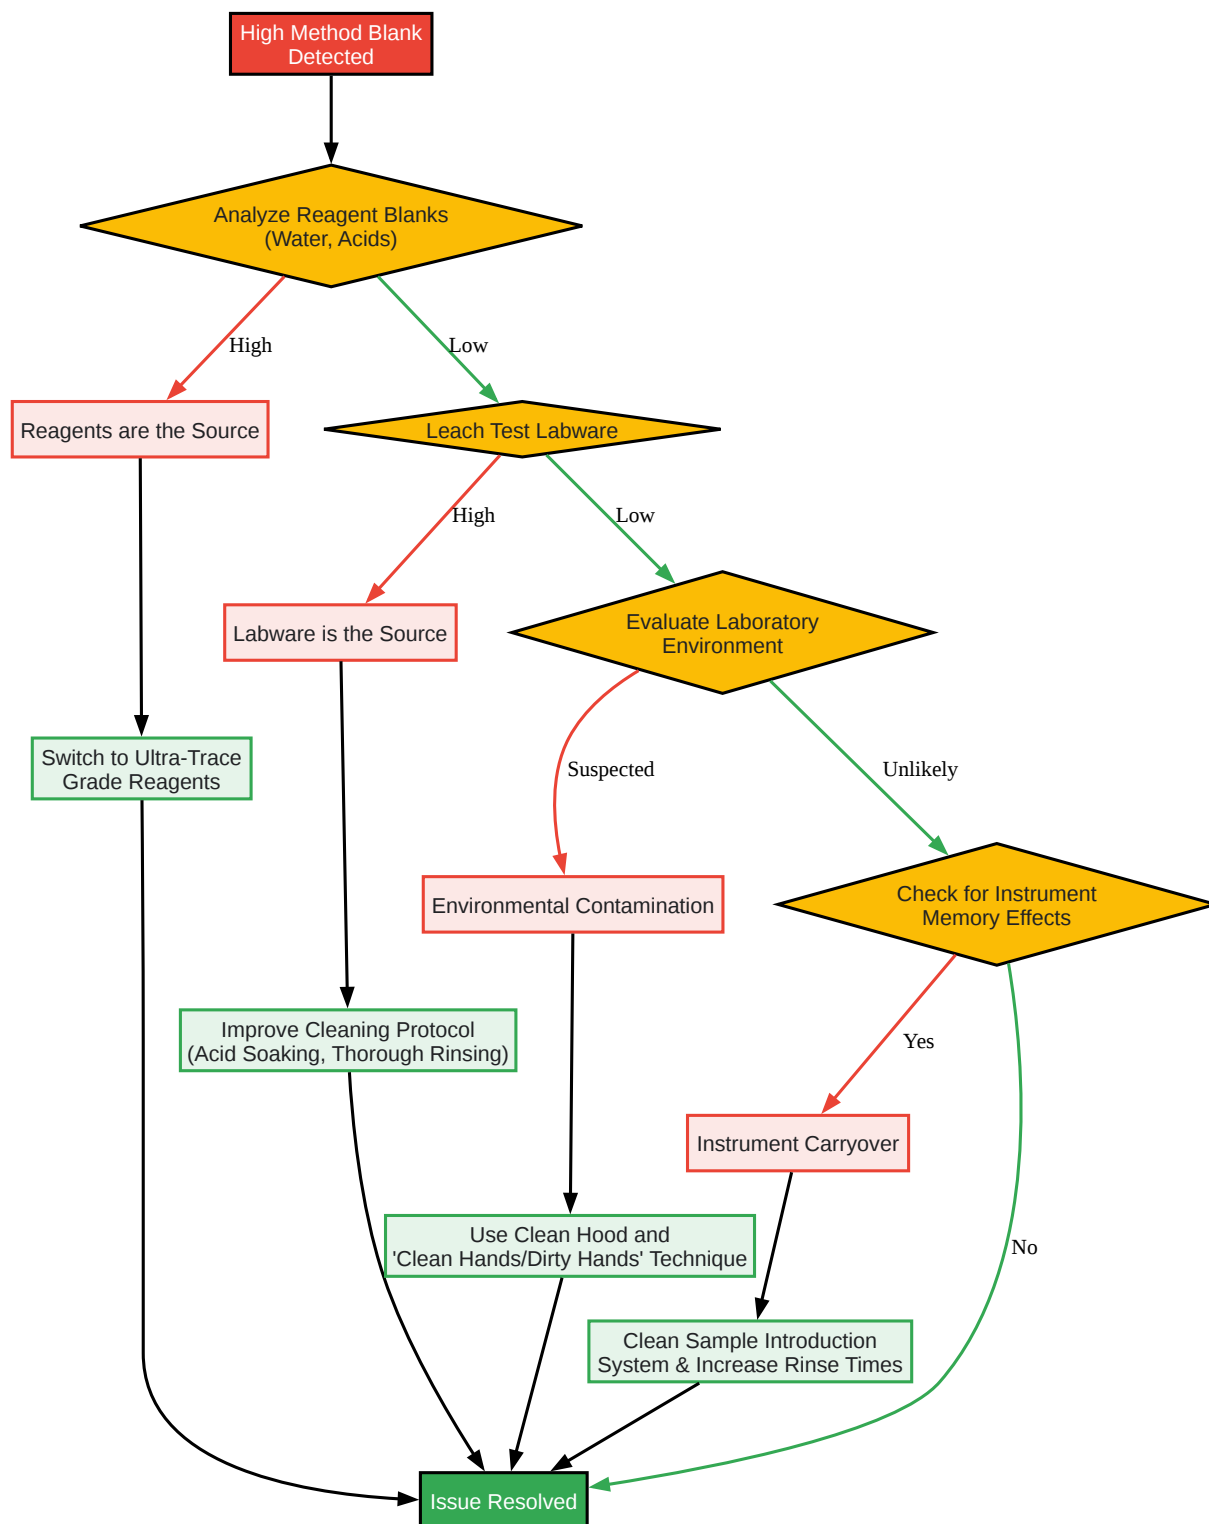 High Method Blank
Detected
Analyze Reagent Blanks
(Water, Acids)
High
Low
Reagents are the Source
Leach Test Labware
High
Low
Labware is the Source
Evaluate Laboratory
Environment
Switch to Ultra-Trace
Grade Reagents
Suspected
Unlikely
Environmental Contamination
Check for Instrument
Memory Effects
Improve Cleaning Protocol
(Acid Soaking, Thorough Rinsing)
Yes
Instrument Carryover
Use Clean Hood and
'Clean Hands/Dirty Hands' Technique
No
Clean Sample Introduction
System & Increase Rinse Times
Issue Resolved